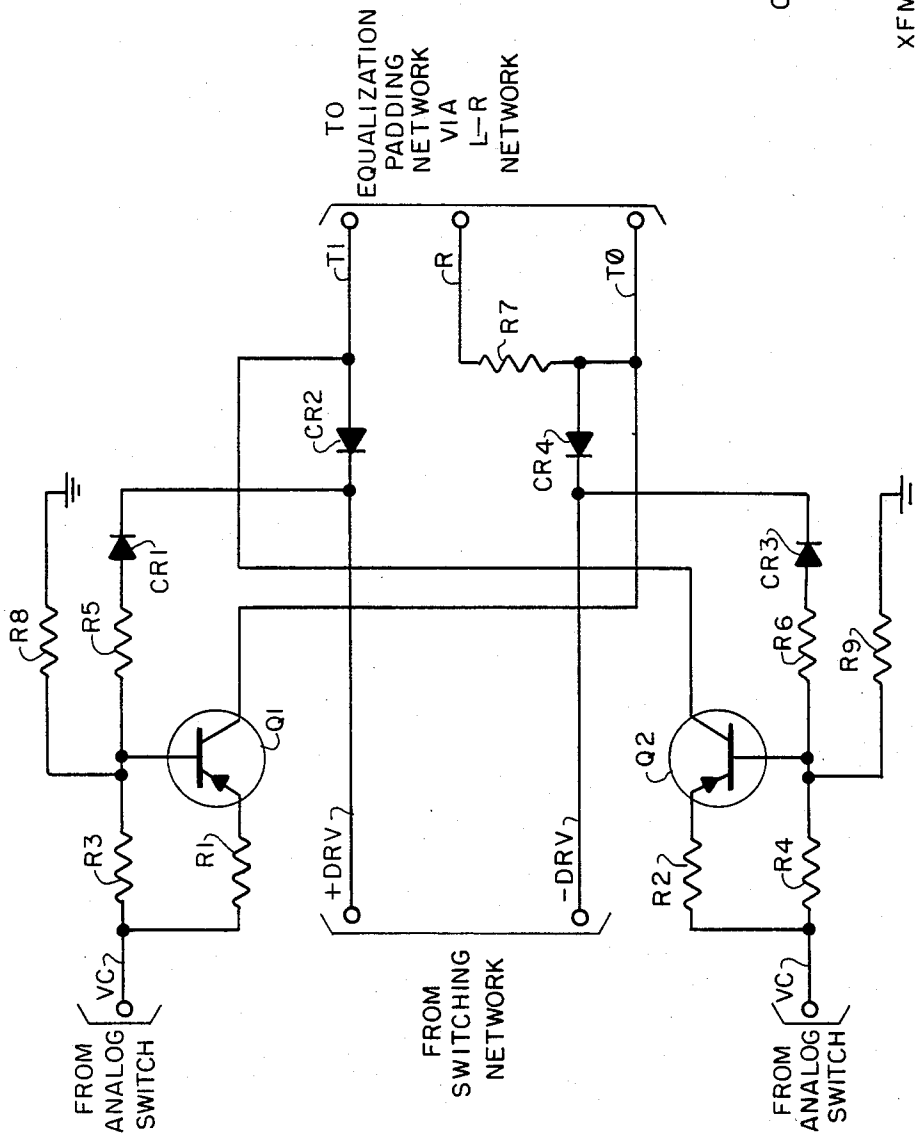 FROM
ANALOG
SWITCH
VC
R3
R1
R8
R5
CR1
Q1
+DRV
CR2
T1
TO
EQUALIZATION
PADDING
NETWORK
VIA
L-R
NETWORK
R
R7
TØ
FROM
SWITCHING
NETWORK
-DRV
CR4
Q2
R2
R4
R6
CR3
R9
VC
FROM
ANALOG
SWITCH
XFM